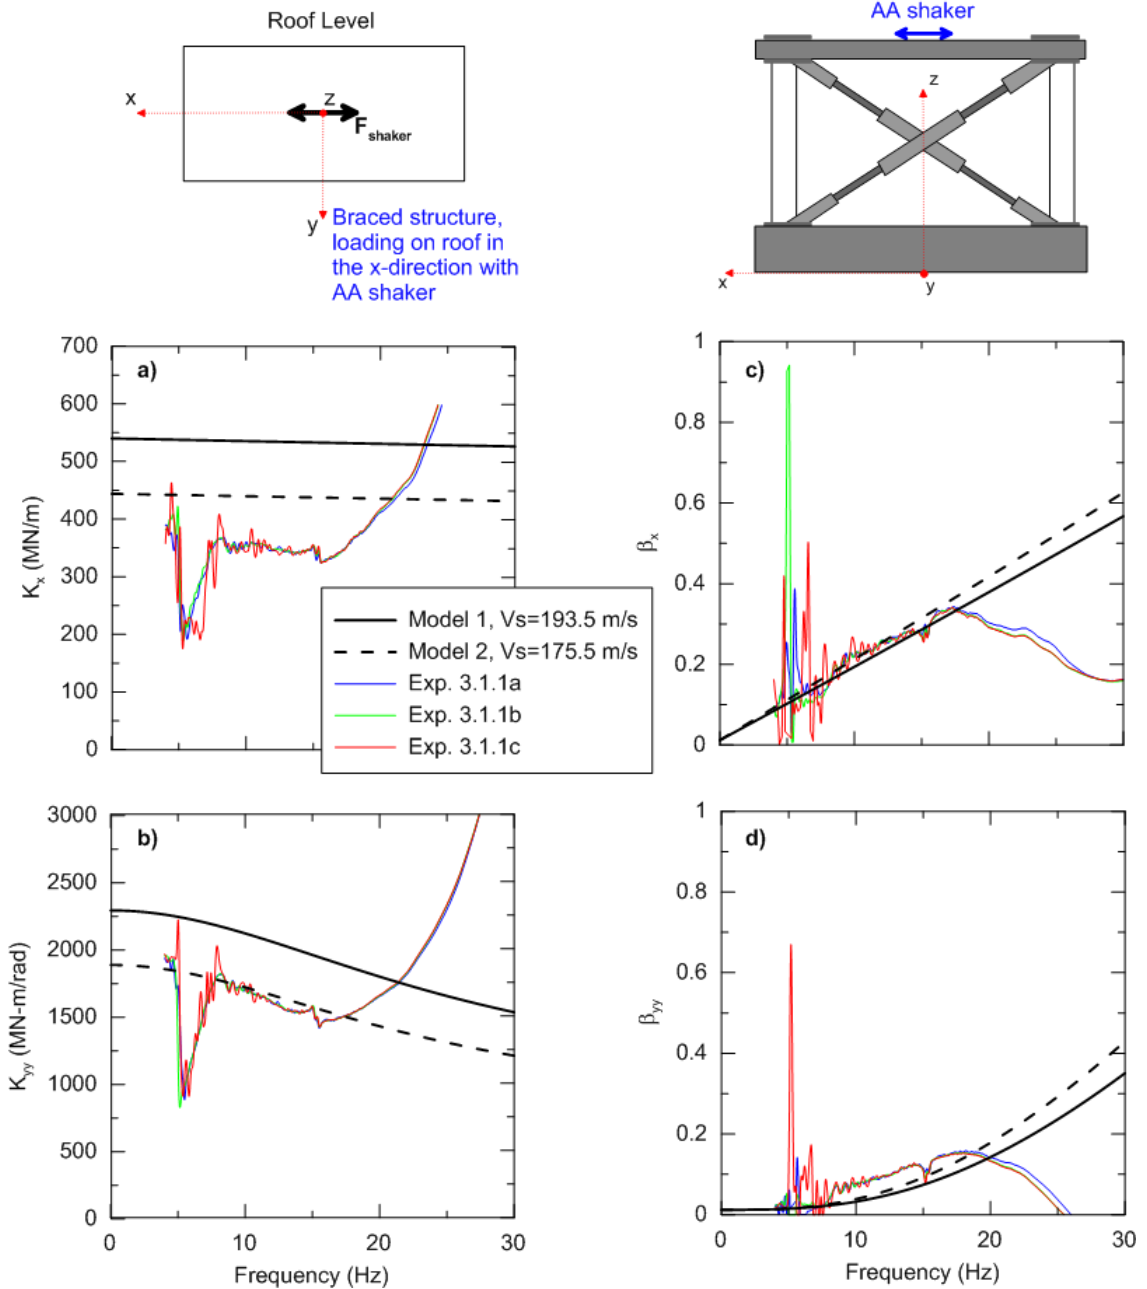 Roof Level
x
z
F shaker
y
Braced structure,
loading on roof in
the x-direction with
AA shaker
AA shaker
z
x
y
700
600
500
400
300
200
100
0
K x (MN/m)
a)
Model 1, Vs=193.5 m/s
Model 2, Vs=175.5 m/s
Exp. 3.1.1a
Exp. 3.1.1b
Exp. 3.1.1c
1
0.8
0.6
0.4
0.2
0
β x
c)
0 10 20 30
3000
2500
2000
1500
1000
500
0
K yy (MN-m/rad)
b)
0 10 20 30
Frequency (Hz)
1
0.8
0.6
0.4
0.2
0
β yy
d)
0 10 20 30
Frequency (Hz)